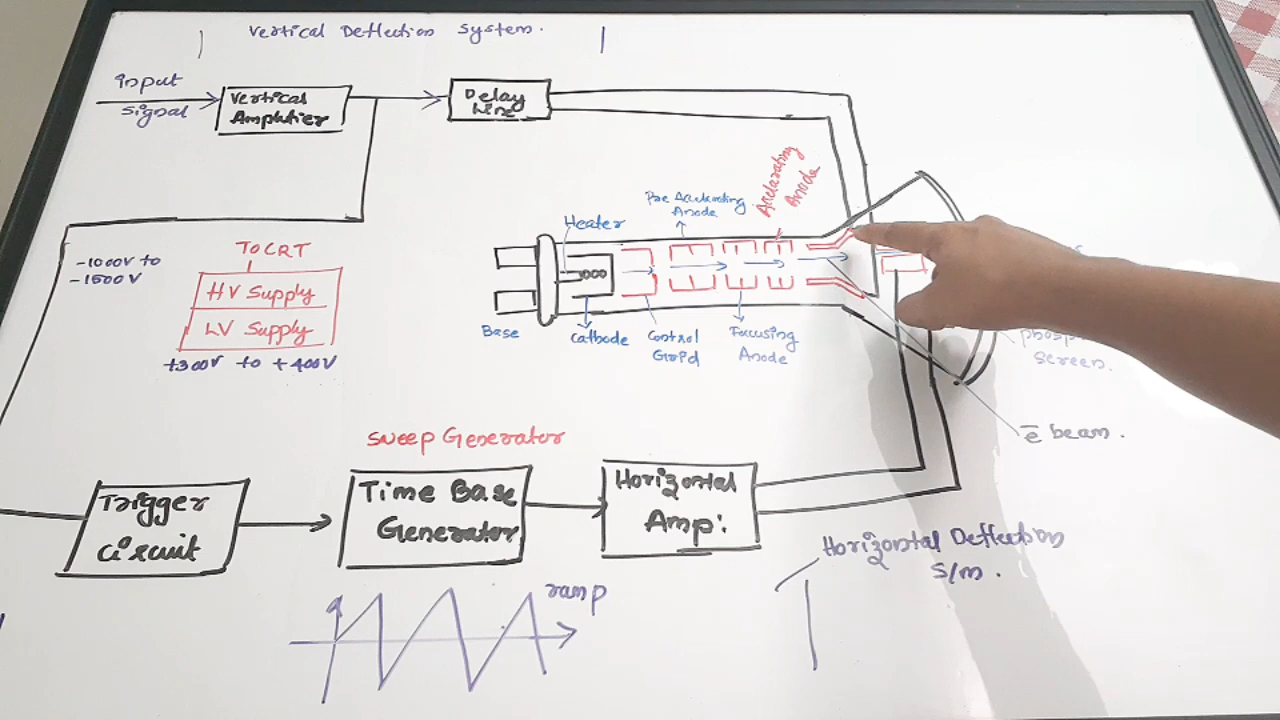 Vertical Deflection System.
Input
Signal
Vertical
Amplifier
Delay
Line
Pre Acclerating
Anode
Acclarating
Anode
Heater
-1000V to
-1500V
TO CRT
HV Supply
LV Supply
+300V to +400V
Base
Cathode
Control
Grid
Focusing
Anode
Screen.
e̅ beam.
Sweep Generator
Trigger
Circuit
Time Base
Generator
Horizontal
Amp:
Horizontal Deflection
S/m.
ramp